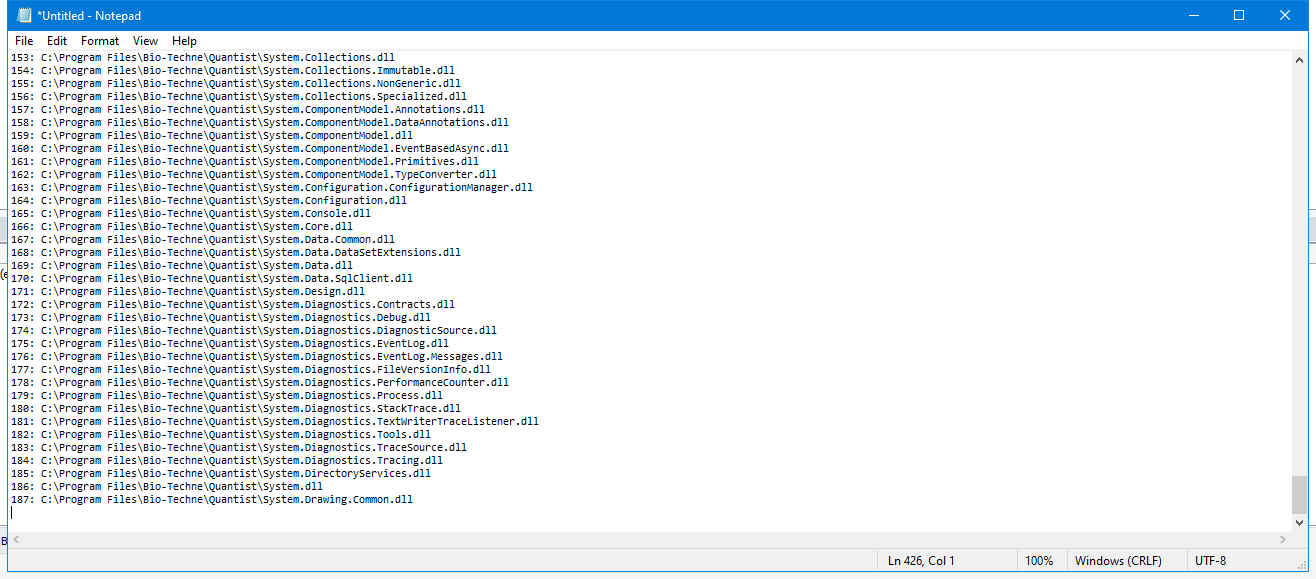 *Untitled - Notepad
File Edit Format View Help
153: C:\Program Files\Bio-Techne\Quantist\System.Collections.dll
154: C:\Program Files\Bio-Techne\Quantist\System.Collections.Immutable.dll
155: C:\Program Files\Bio-Techne\Quantist\System.Collections.NonGeneric.dll
156: C:\Program Files\Bio-Techne\Quantist\System.Collections.Specialized.dll
157: C:\Program Files\Bio-Techne\Quantist\System.ComponentModel.Annotations.dll
158: C:\Program Files\Bio-Techne\Quantist\System.ComponentModel.DataAnnotations.dll
159: C:\Program Files\Bio-Techne\Quantist\System.ComponentModel.dll
160: C:\Program Files\Bio-Techne\Quantist\System.ComponentModel.EventBasedAsync.dll
161: C:\Program Files\Bio-Techne\Quantist\System.ComponentModel.Primitives.dll
162: C:\Program Files\Bio-Techne\Quantist\System.ComponentModel.TypeConverter.dll
163: C:\Program Files\Bio-Techne\Quantist\System.Configuration.ConfigurationManager.dll
164: C:\Program Files\Bio-Techne\Quantist\System.Configuration.dll
165: C:\Program Files\Bio-Techne\Quantist\System.Console.dll
166: C:\Program Files\Bio-Techne\Quantist\System.Core.dll
167: C:\Program Files\Bio-Techne\Quantist\System.Data.Common.dll
168: C:\Program Files\Bio-Techne\Quantist\System.Data.DataSetExtensions.dll
169: C:\Program Files\Bio-Techne\Quantist\System.Data.dll
170: C:\Program Files\Bio-Techne\Quantist\System.Data.SqlClient.dll
171: C:\Program Files\Bio-Techne\Quantist\System.Design.dll
172: C:\Program Files\Bio-Techne\Quantist\System.Diagnostics.Contracts.dll
173: C:\Program Files\Bio-Techne\Quantist\System.Diagnostics.Debug.dll
174: C:\Program Files\Bio-Techne\Quantist\System.Diagnostics.DiagnosticSource.dll
175: C:\Program Files\Bio-Techne\Quantist\System.Diagnostics.EventLog.dll
176: C:\Program Files\Bio-Techne\Quantist\System.Diagnostics.EventLog.Messages.dll
177: C:\Program Files\Bio-Techne\Quantist\System.Diagnostics.FileVersionInfo.dll
178: C:\Program Files\Bio-Techne\Quantist\System.Diagnostics.PerformanceCounter.dll
179: C:\Program Files\Bio-Techne\Quantist\System.Diagnostics.Process.dll
180: C:\Program Files\Bio-Techne\Quantist\System.Diagnostics.StackTrace.dll
181: C:\Program Files\Bio-Techne\Quantist\System.Diagnostics.TextWriterTraceListener.dll
182: C:\Program Files\Bio-Techne\Quantist\System.Diagnostics.Tools.dll
183: C:\Program Files\Bio-Techne\Quantist\System.Diagnostics.TraceSource.dll
184: C:\Program Files\Bio-Techne\Quantist\System.Diagnostics.Tracing.dll
185: C:\Program Files\Bio-Techne\Quantist\System.DirectoryServices.dll
186: C:\Program Files\Bio-Techne\Quantist\System.dll
187: C:\Program Files\Bio-Techne\Quantist\System.Drawing.Common.dll
Ln 426, Col 1 100% Windows (CRLF) UTF-8